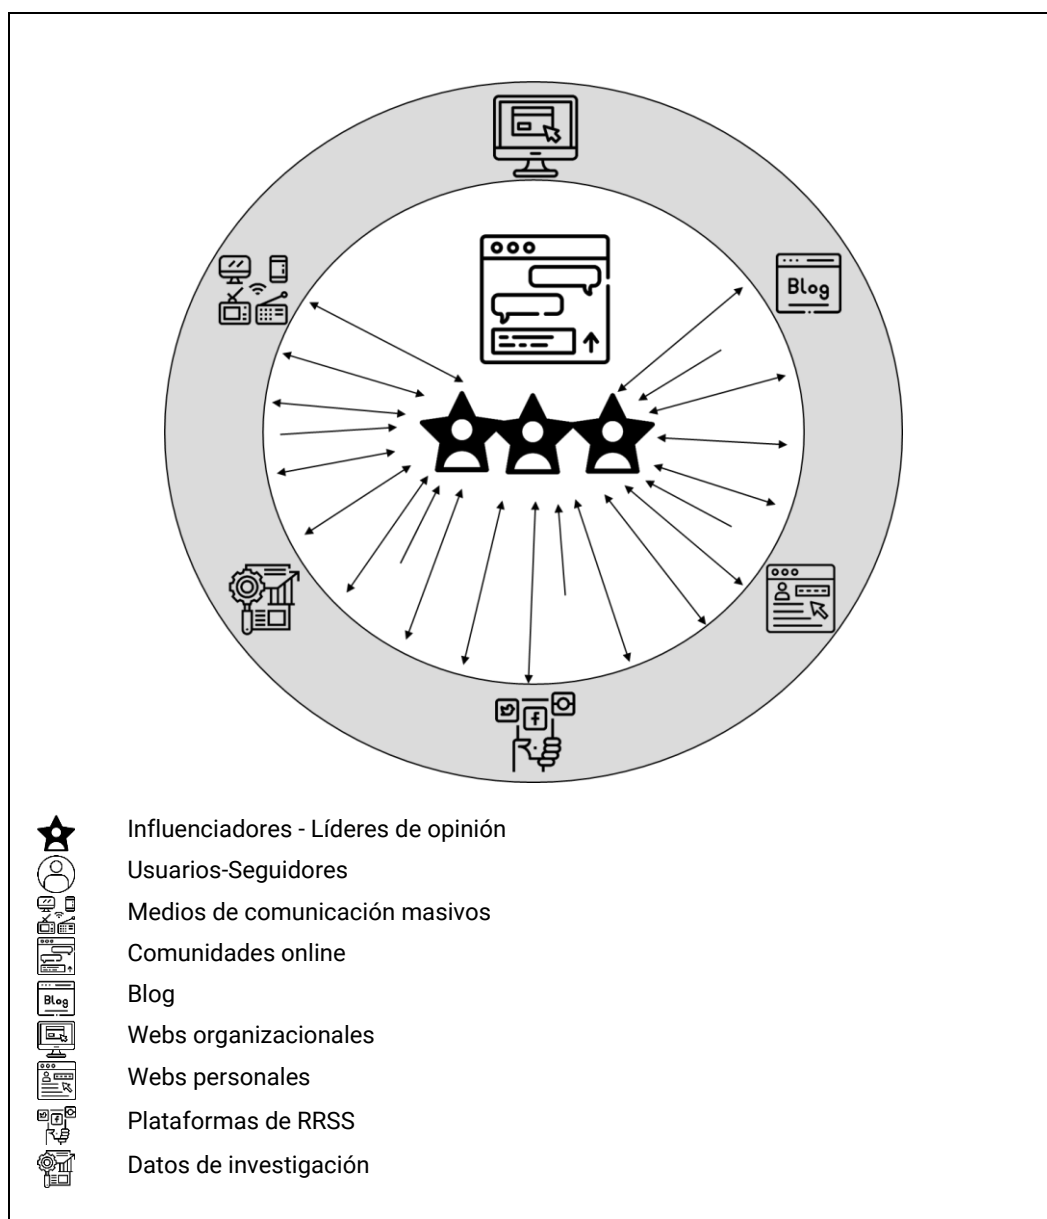 Blog
f
Influenciadores - Líderes de opinión
Usuarios-Seguidores
Medios de comunicación masivos
Comunidades online
Blog
Blog
Webs organizacionales
Webs personales
f
Plataformas de RRSS
Datos de investigación